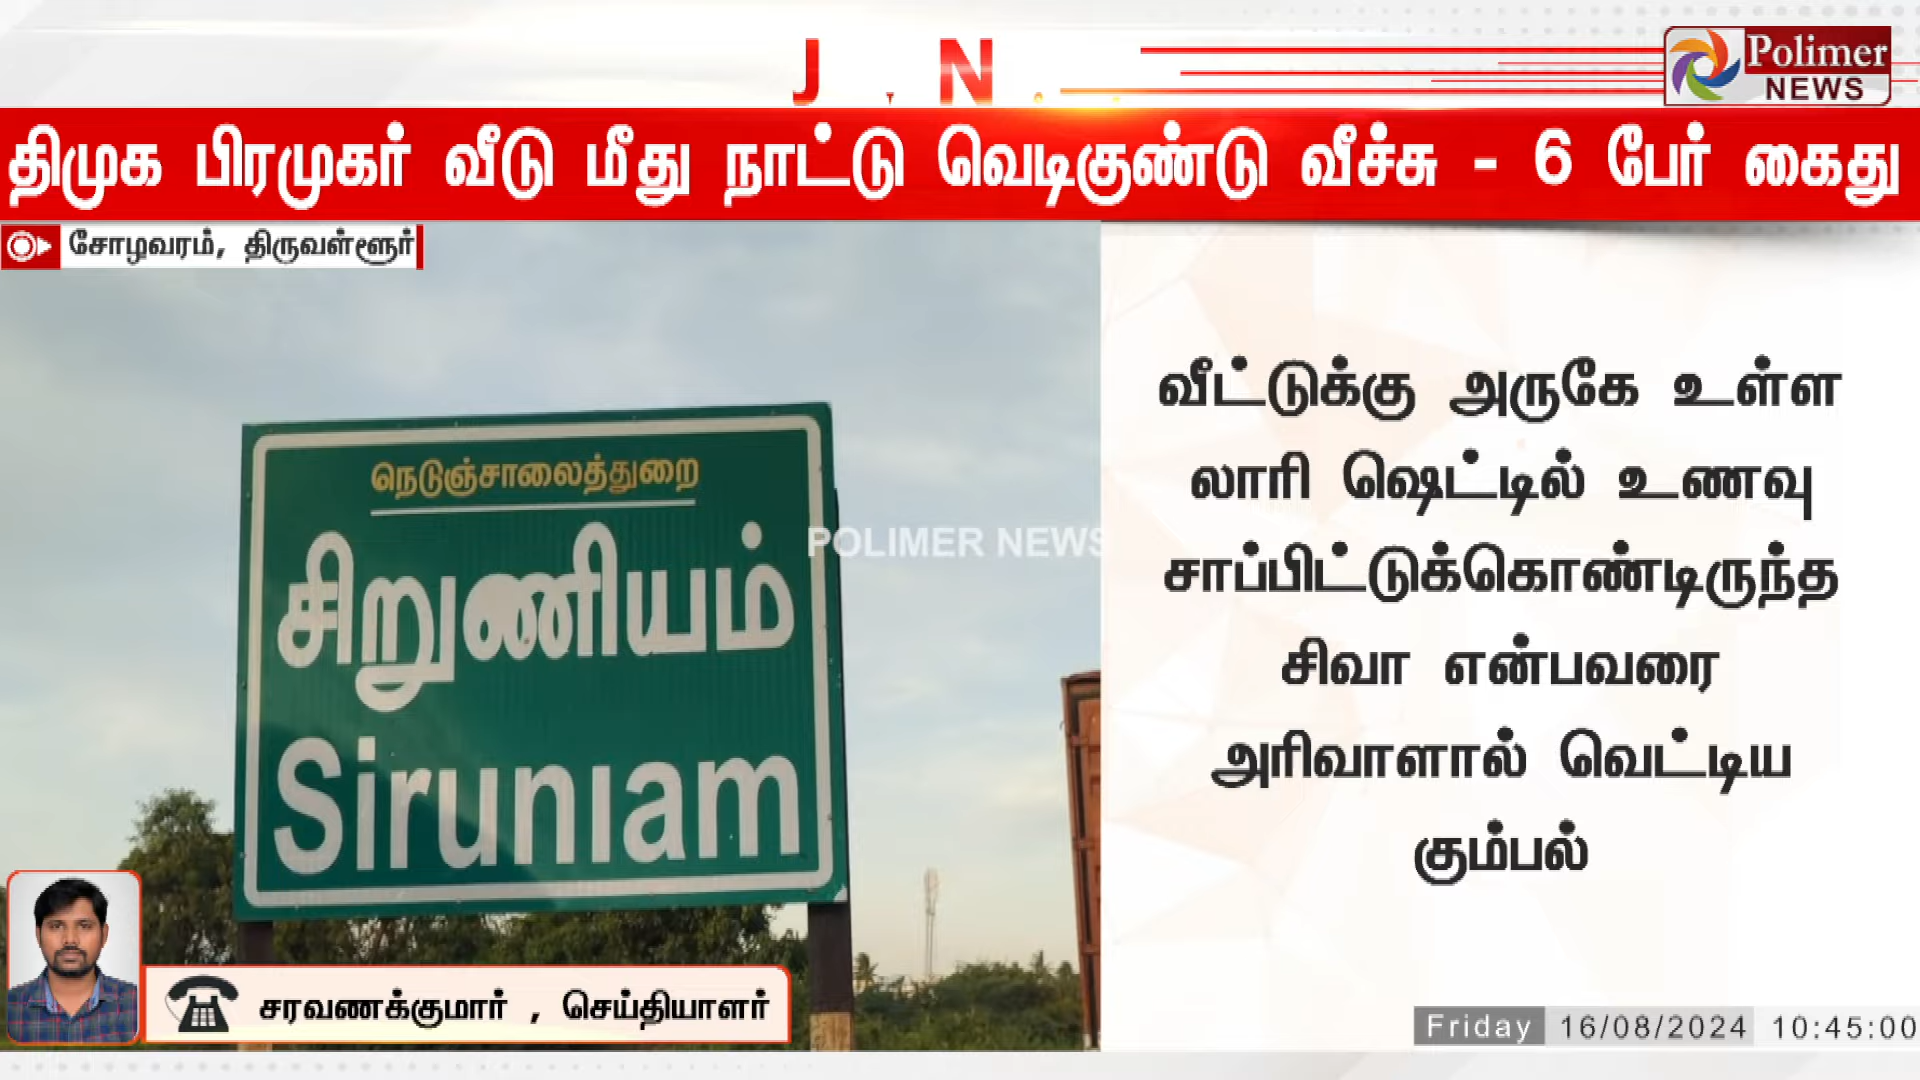 J N
Polimer
NEWS
திமுக பிரமுகர் வீடு மீது நாட்டு வெடிகுண்டு வீச்சு - 6 பேர் கைது
சோழவரம், திருவள்ளூர்
நெடுஞ்சாலைத்துறை
சிறுணியம்
Siruniam
POLIMER NEWS
வீட்டுக்கு அருகே உள்ள
லாரி ஷெட்டில் உணவு
சாப்பிட்டுக்கொண்டிருந்த
சிவா என்பவரை
அரிவாளால் வெட்டிய
கும்பல்
சரவணக்குமார் , செய்தியாளர்
Friday 16/08/2024 10:45:00